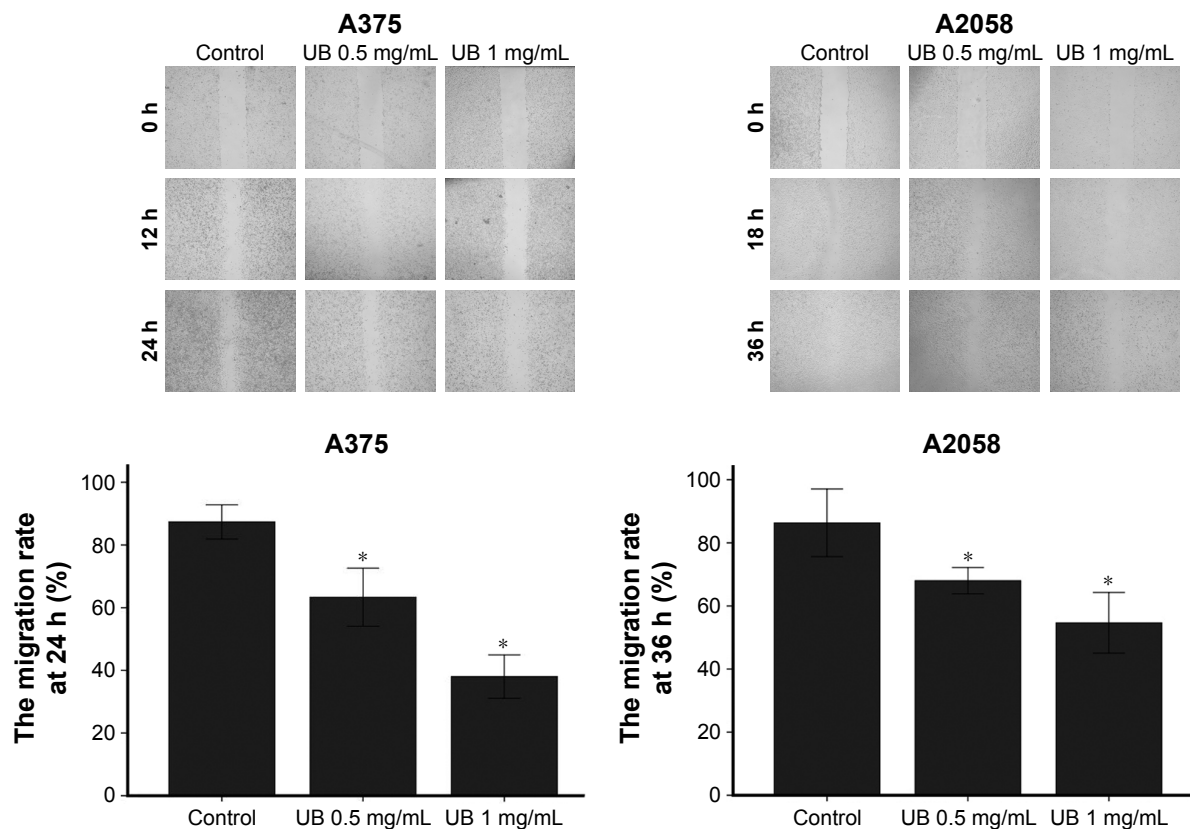 A375
Control UB 0.5 mg/mL UB 1 mg/mL
0 h
12 h
24 h
A2058
Control UB 0.5 mg/mL UB 1 mg/mL
0 h
18 h
36 h
A375
The migration rate
at 24 h (%)
100
80
60
40
20
0
*
*
Control UB 0.5 mg/mL UB 1 mg/mL
A2058
The migration rate
at 36 h (%)
100
80
60
40
20
0
*
*
Control UB 0.5 mg/mL UB 1 mg/mL